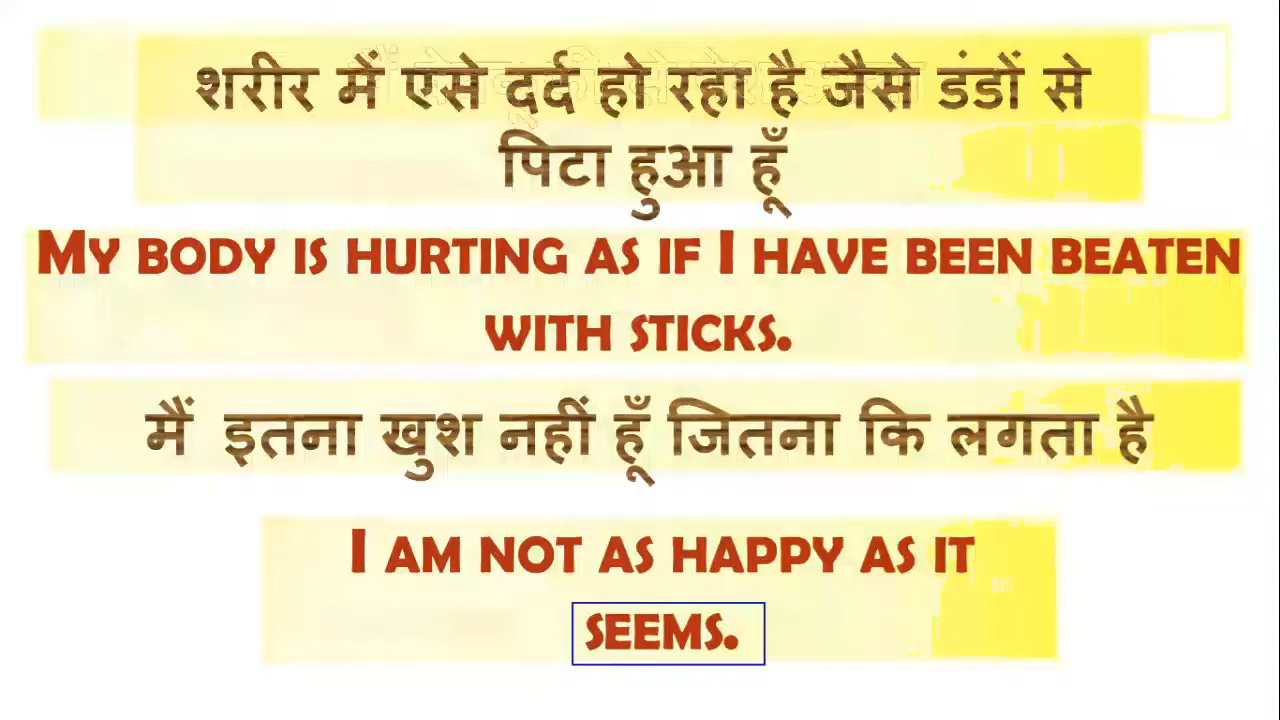 शरीर में एसे दर्द हो रहा है जैसे डंडों से
पिटा हुआ हूँ
MY BODY IS HURTING AS IF I HAVE BEEN BEATEN
WITH STICKS.
मैं इतना खुश नहीं हूँ जितना कि लगता है
I AM NOT AS HAPPY AS IT
SEEMS.